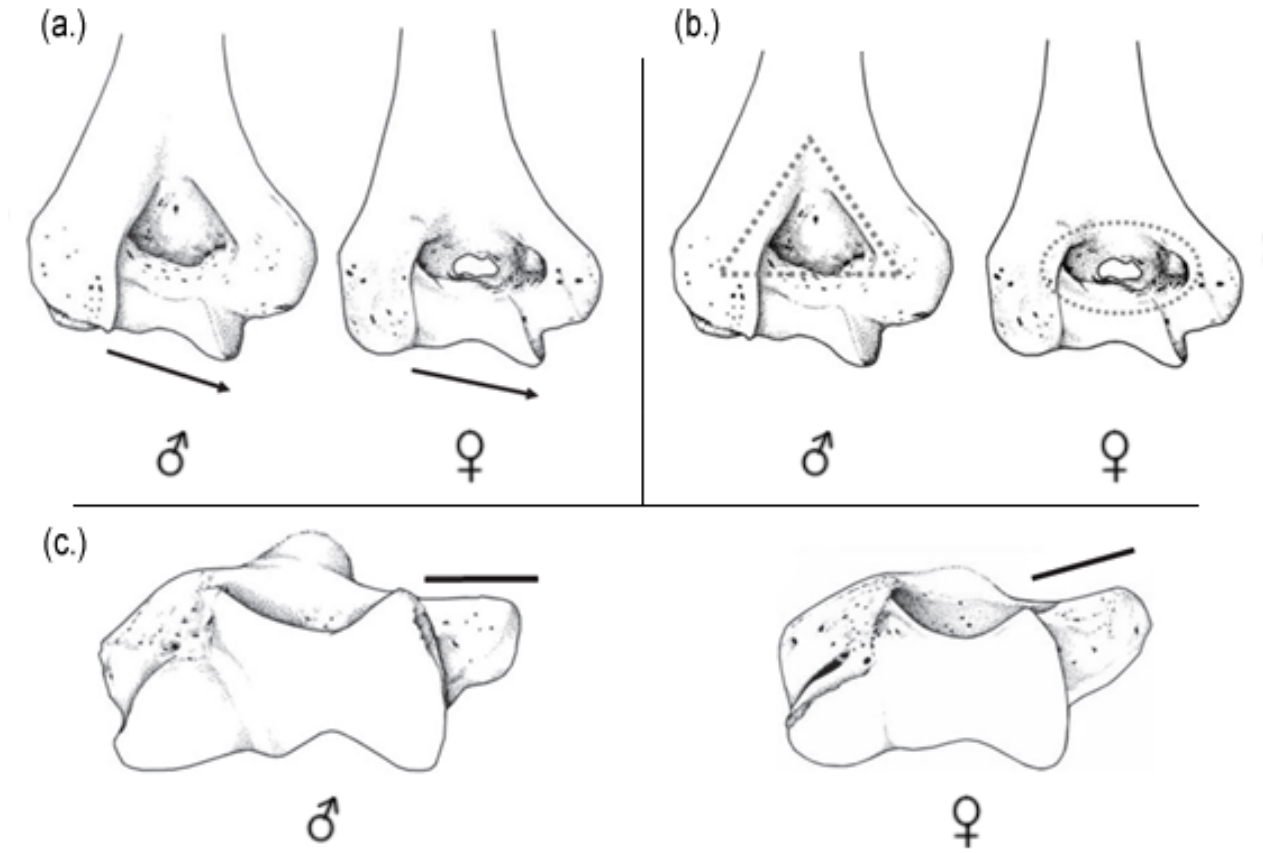 (a.)
(b.)
♂ ♀ ♂ ♀
(c.)
♂ ♀